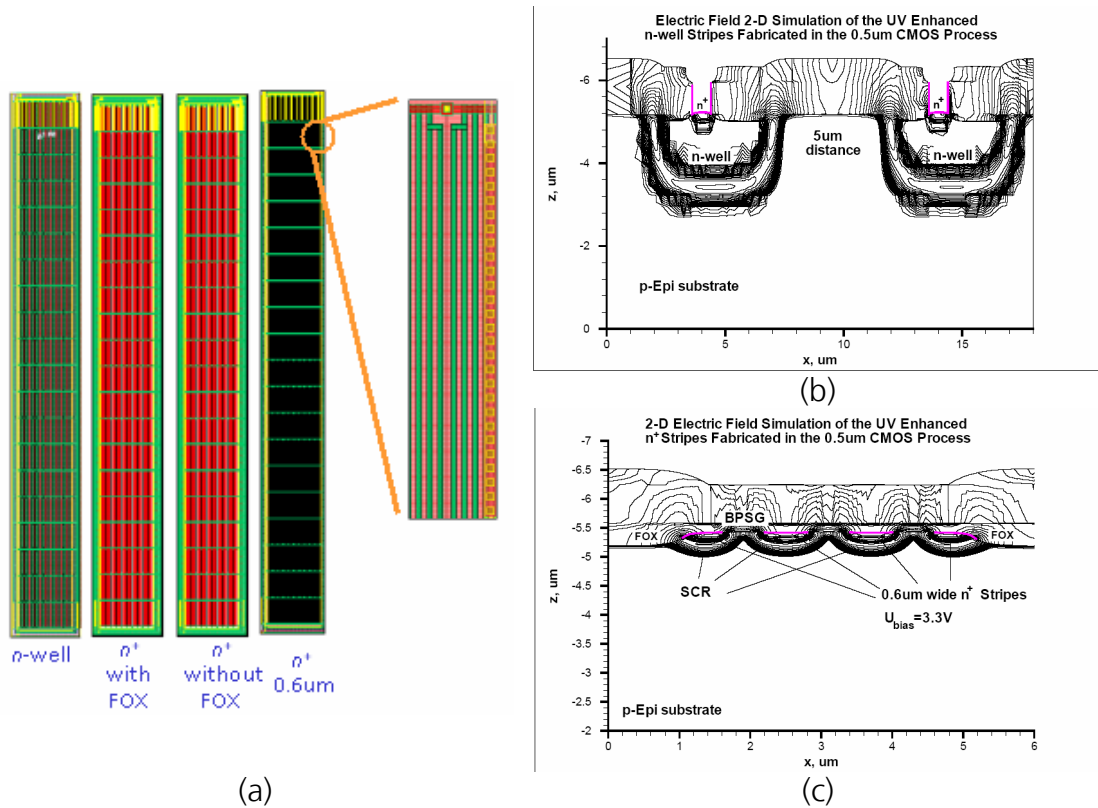 n-well
n⁺
with
FOX
n⁺
without
FOX
n⁺
0.6um
(a)
Electric Field 2-D Simulation of the UV Enhanced
n-well Stripes Fabricated in the 0.5um CMOS Process
-6
-4
-2
0
z, um
n⁺
n⁺
n-well
5um
distance
n-well
p-Epi substrate
0 5 10 15
x, um
(b)
2-D Electric Field Simulation of the UV Enhanced
n⁺ Stripes Fabricated in the 0.5um CMOS Process
-7
-6.5
-6
-5.5
-5
-4.5
-4
-3.5
-3
-2.5
-2
z, um
BPSG
FOX
FOX
SCR
0.6um wide n⁺ Stripes
U_bias=3.3V
p-Epi substrate
0 1 2 3 4 5 6
x, um
(c)